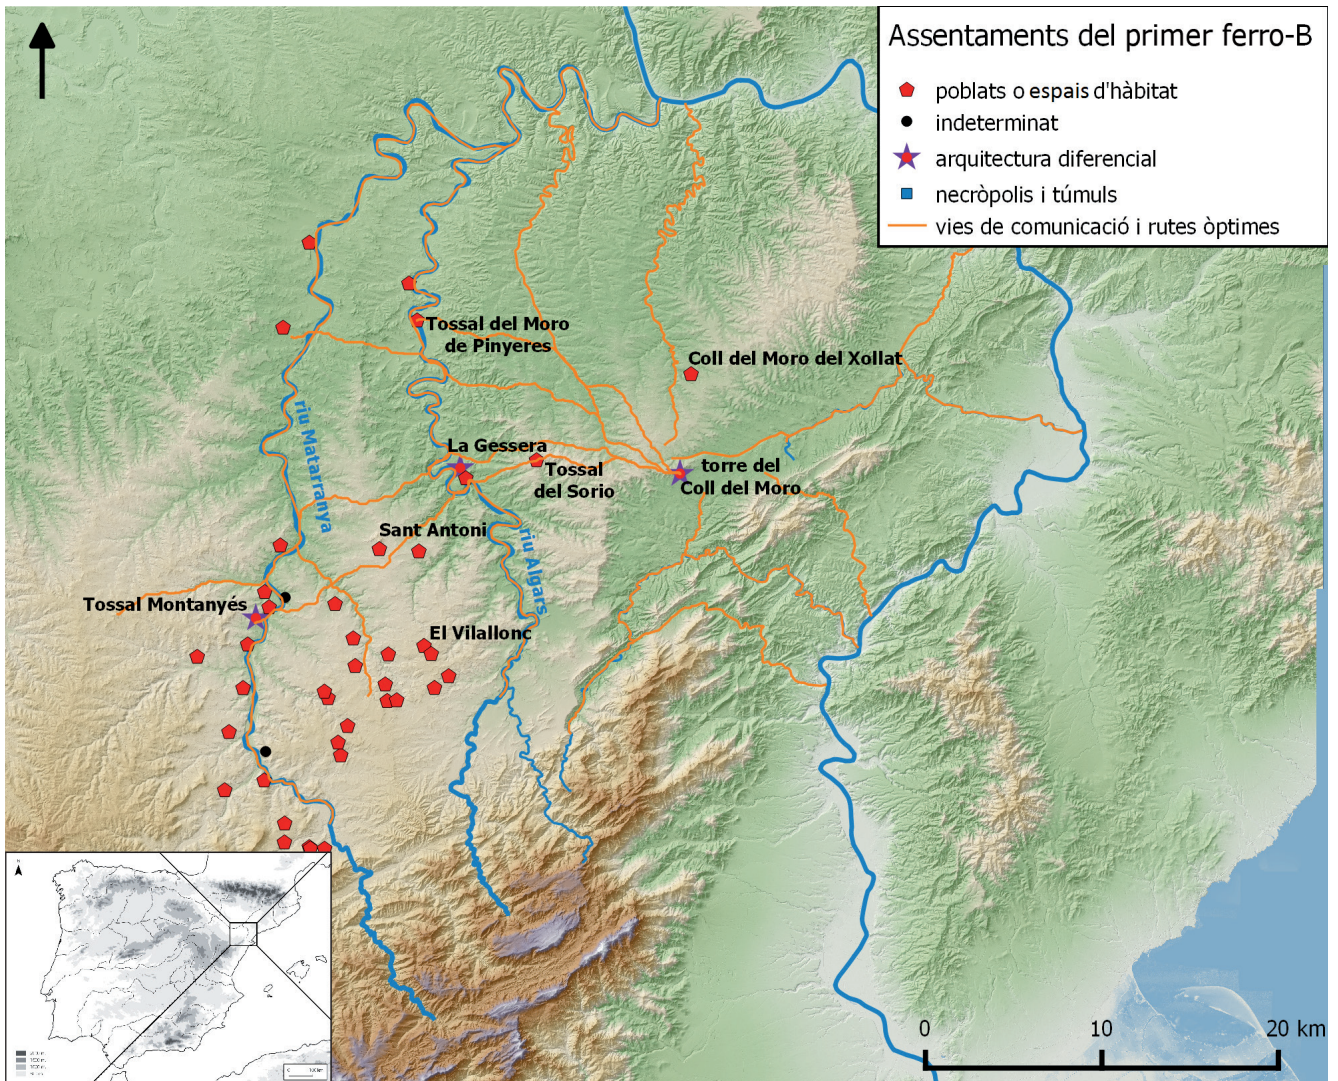 Assentaments del primer ferro-B
poblats o espais d'hàbitat
indeterminat
arquitectura diferencial
necròpolis i túmuls
vies de comunicació i rutes òptimes
Tossal del Moro
de Pinyeres
Coll del Moro del Xollat
riu Matarranya
La Gessera
Tossal
del Sorio
torre del
Coll del Moro
Sant Antoni
riu Algars
Tossal Montanyés
El Vilallonc
N
0 10 20 km